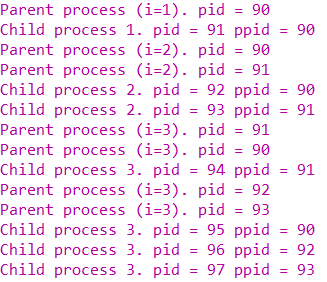 Parent process (i=1). pid = 90
Child process 1. pid = 91 ppid = 90
Parent process (i=2). pid = 90
Parent process (i=2). pid = 91
Child process 2. pid = 92 ppid = 90
Child process 2. pid = 93 ppid = 91
Parent process (i=3). pid = 91
Parent process (i=3). pid = 90
Child process 3. pid = 94 ppid = 91
Parent process (i=3). pid = 92
Parent process (i=3). pid = 93
Child process 3. pid = 95 ppid = 90
Child process 3. pid = 96 ppid = 92
Child process 3. pid = 97 ppid = 93